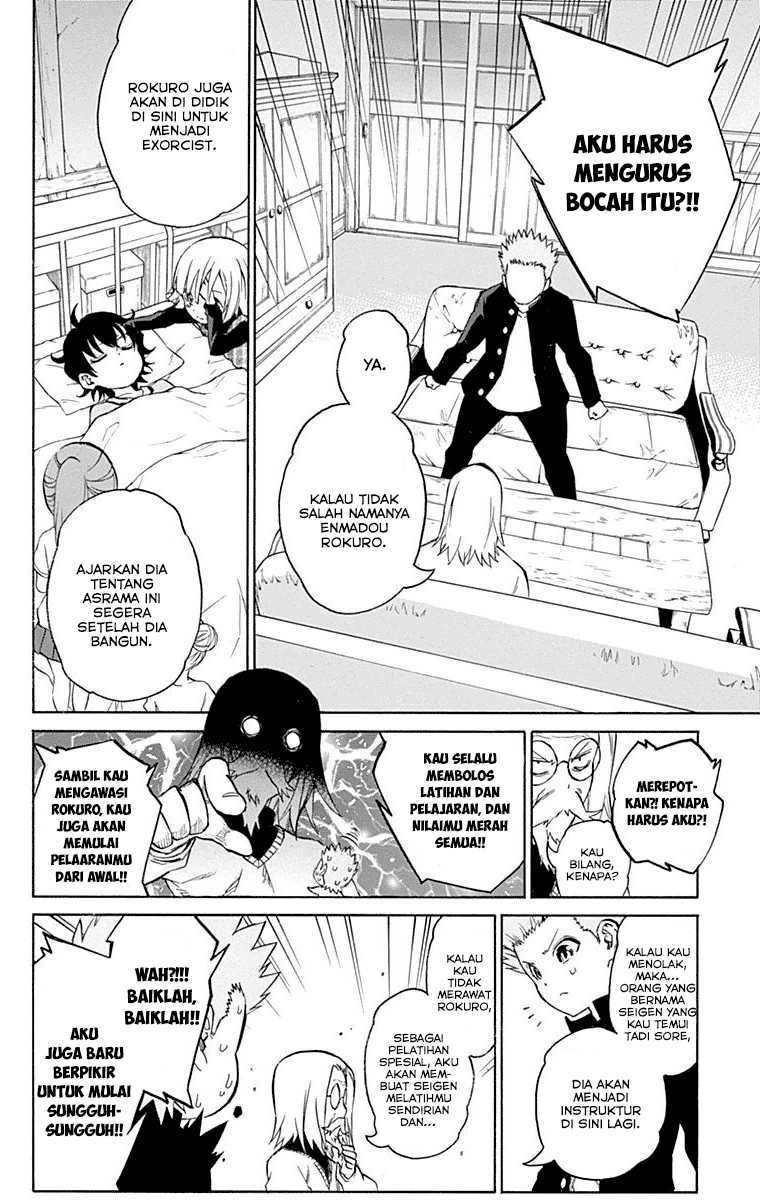 AKU HARUS
MENGURUS
BOCAH ITU?!!
YA.
KALAU TIDAK
SALAH NAMANYA
ENMADOU
ROKURO.
ROKURO JUGA
AKAN DI DIDIK
DI SINI UNTUK
MENJADI
EXORCIST.
AJARKAN DIA
TENTANG
ASRAMA INI
SEGERA
SETELAH DIA
BANGUN.
MEREPOT-
KAN?! KENAPA
HARUS AKU?!
KAU
BILANG,
KENAPA?
KAU SELALU
MEMBOLOS
LATIHAN DAN
PELAJARAN, DAN
NILAIMU MERAH
SEMUA!!
SAMBIL KAU
MENGAWASI
ROKURO, KAU
JUGA AKAN
MEMULAI
PELAARANMU
DARI AWAL!!
KALAU KAU
MENOLAK,
MAKA...
ORANG YANG
BERNAMA
SEIGEN YANG
KAU TEMUI
TADI SORE,
DIA AKAN
MENJADI
INSTRUKTUR
DI SINI LAGI.
KALAU
KAU
TIDAK
MERAWAT
ROKURO,
SEBAGAI
PELATIHAN
SPESIAL, AKU
AKAN MEM-
BUAT SEIGEN
MELATIHMU
SENDIRIAN
DAN...
WAH?!!!
BAIKLAH,
BAIKLAH!!
AKU
JUGA BARU
BERPIKIR
UNTUK MULAI
SUNGGUH-
SUNGGUH!!